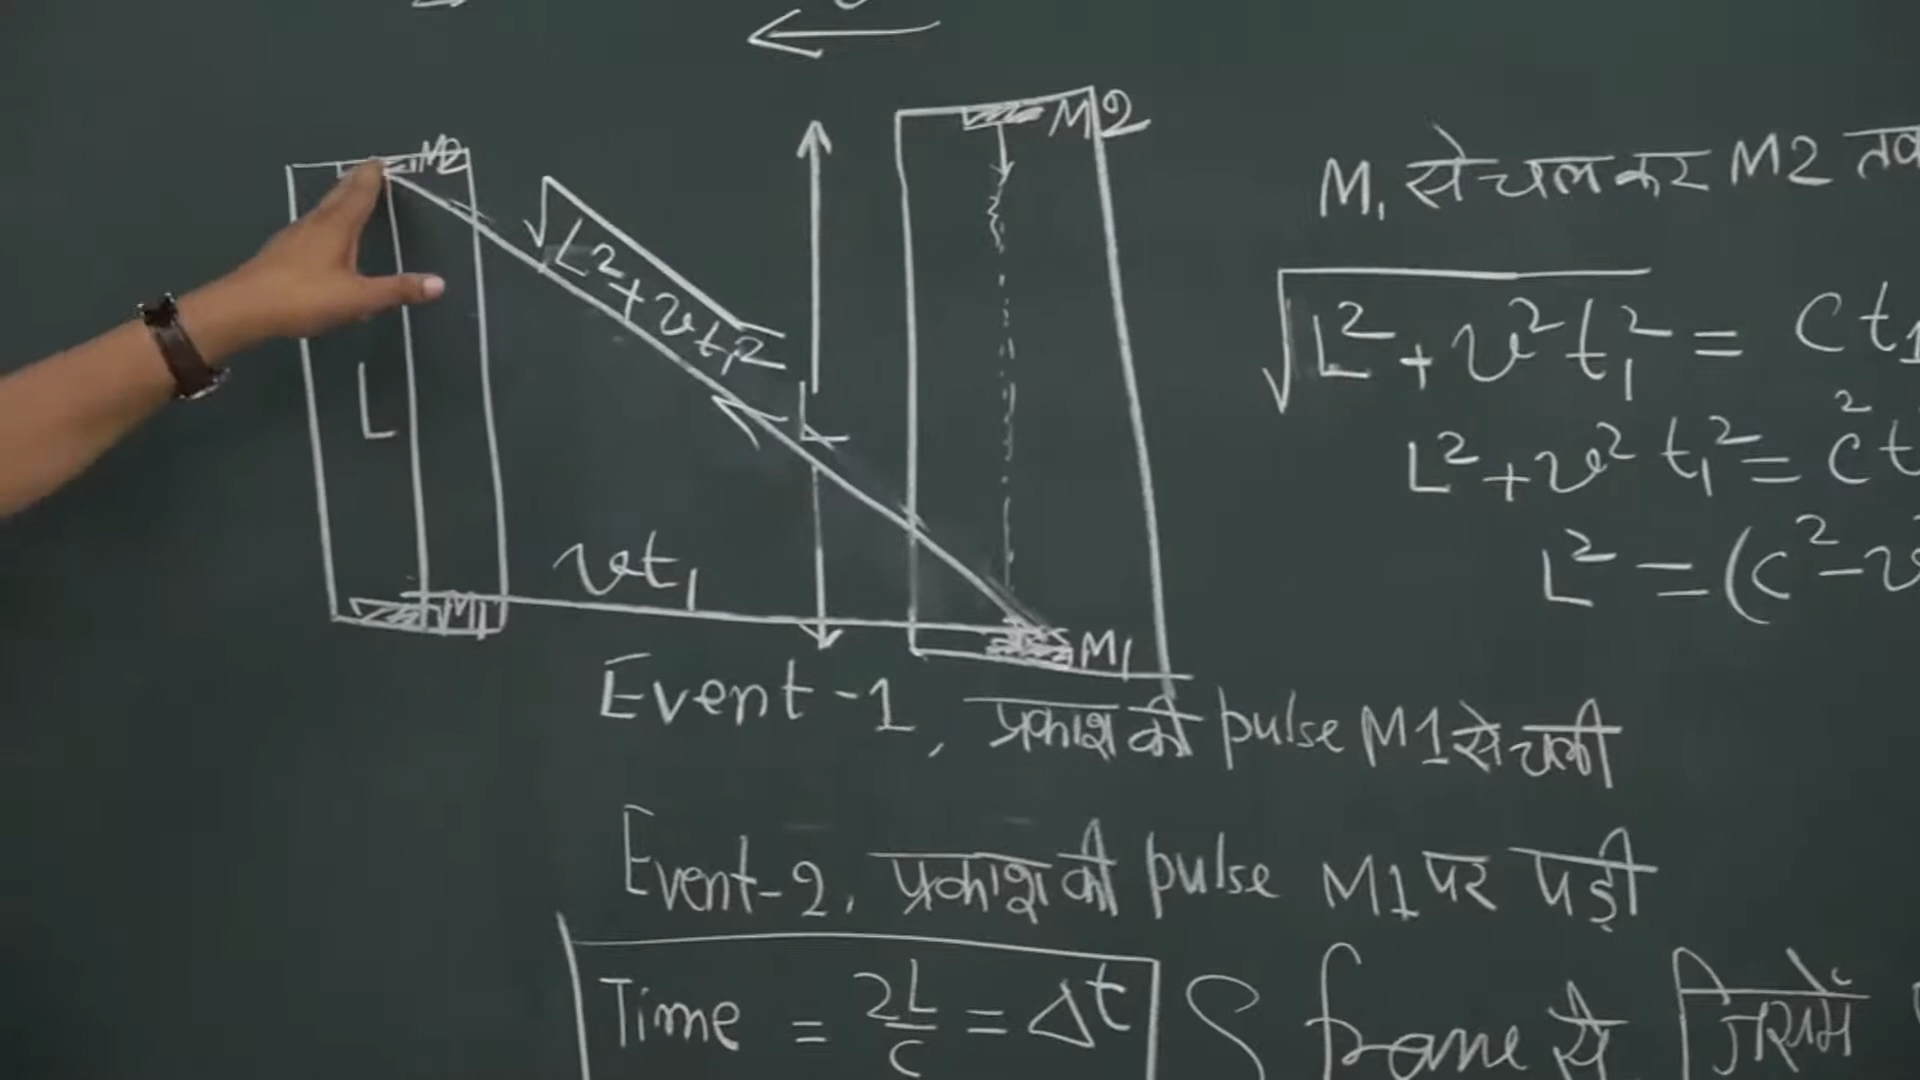 M2
M2
√L²+vt₁²
L
L
vt₁
M1
M1
M₁ से चलकर M2 तक
√L²+v²t₁² = Ct₁
L²+v²t₁² = c²t
L² = (c²-v
Event-1, प्रकाश की pulse M1 से चली
Event-2, प्रकाश की pulse M1 पर पड़ी
Time = 2L/c = Δt
S frame से जिसमें